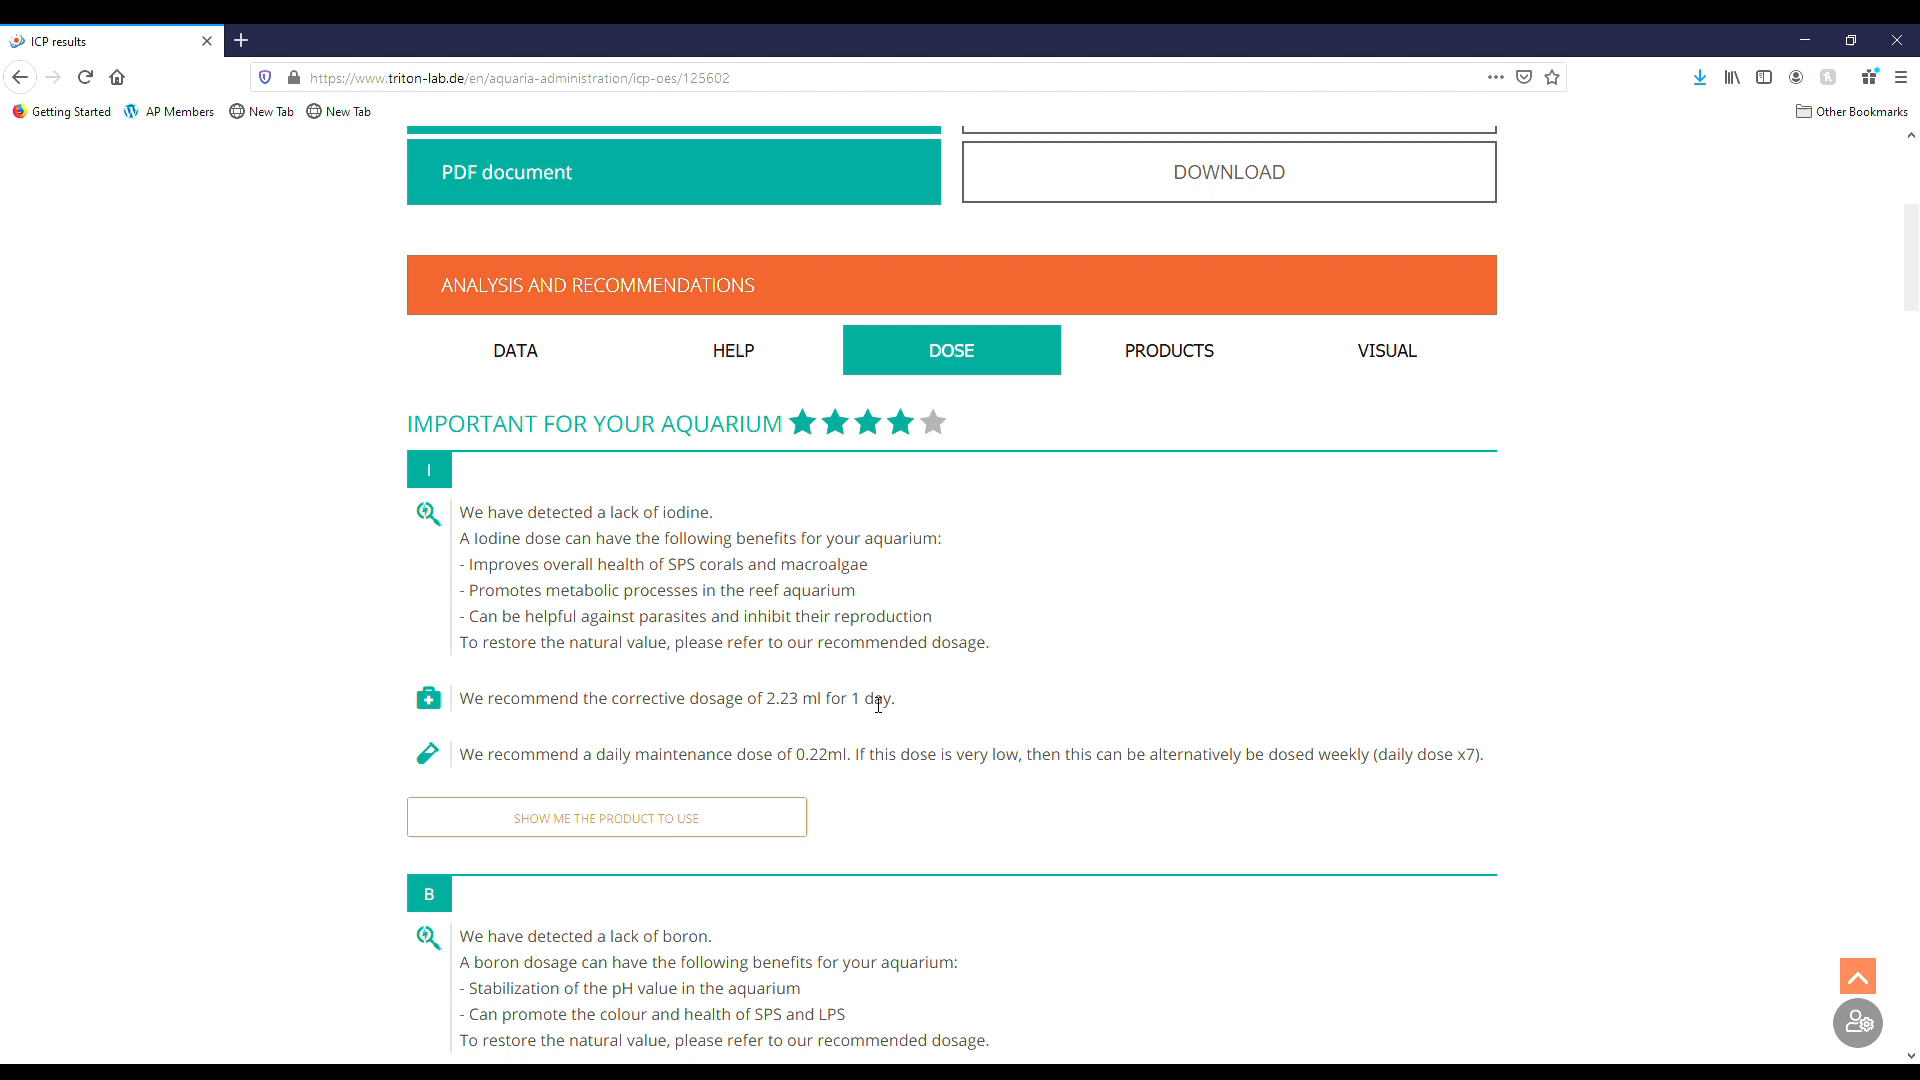 ICP results
https://www.triton-lab.de/en/aquaria-administration/icp-oes/125602
Getting Started
AP Members
New Tab
New Tab
Other Bookmarks
PDF document
DOWNLOAD
ANALYSIS AND RECOMMENDATIONS
DATA
HELP
DOSE
PRODUCTS
VISUAL
IMPORTANT FOR YOUR AQUARIUM
I
We have detected a lack of iodine.
A Iodine dose can have the following benefits for your aquarium:
- Improves overall health of SPS corals and macroalgae
- Promotes metabolic processes in the reef aquarium
- Can be helpful against parasites and inhibit their reproduction
To restore the natural value, please refer to our recommended dosage.
We recommend the corrective dosage of 2.23 ml for 1 day.
We recommend a daily maintenance dose of 0.22ml. If this dose is very low, then this can be alternatively be dosed weekly (daily dose x7).
SHOW ME THE PRODUCT TO USE
B
We have detected a lack of boron.
A boron dosage can have the following benefits for your aquarium:
- Stabilization of the pH value in the aquarium
- Can promote the colour and health of SPS and LPS
To restore the natural value, please refer to our recommended dosage.